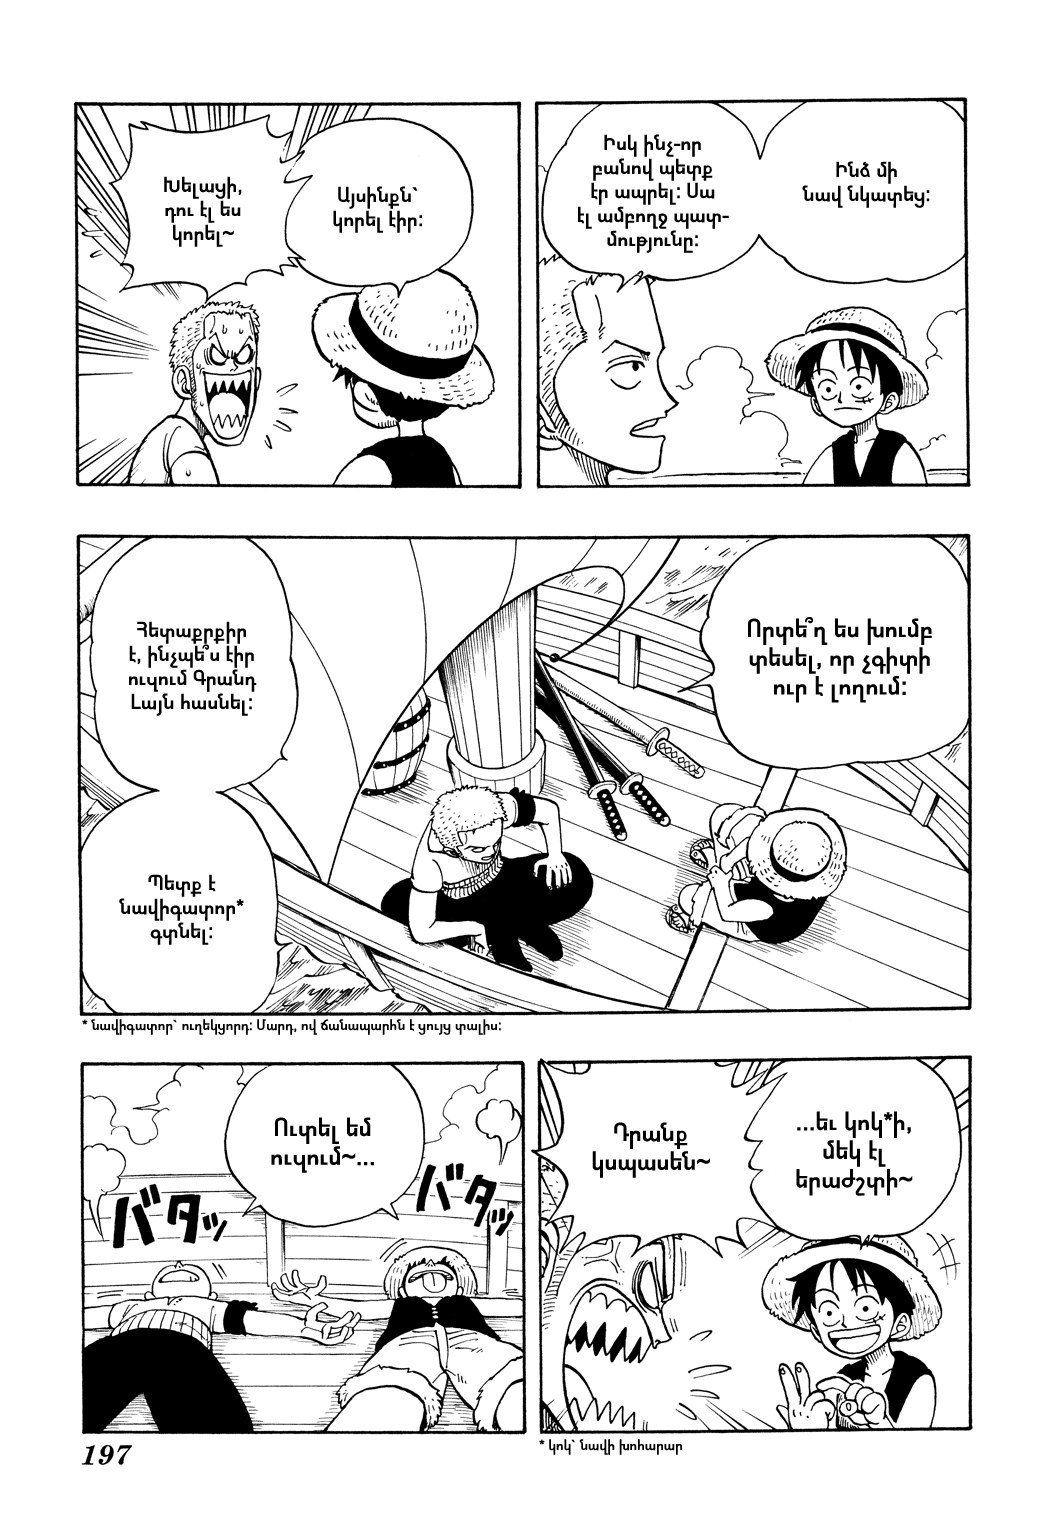 Ինձ մի
նավ նկատեց:
Իսկ ինչ-որ
բանով պետք
էր ապրել: Սա
էլ ամբողջ պատ-
մությունը:
Այսինքն՝
կորել էիր:
Խելացի,
դու էլ ես
կորել~
Որտե՞ղ ես խումբ
տեսել, որ չգիտի
ուր է լողում:
Հետաքրքիր
է, ինչպե՞ս էիր
ուզում Գրանդ
Լայն հասնել:
Պետք է
նավիգատոր*
գտնել:
* նավիգատոր՝ ուղեկցորդ: Մարդ, ով ճանապարհն է ցույց տալիս:
...եւ կոկ*ի,
մեկ էլ
երաժշտի~
Դրանք
կսպասեն~
* կոկ՝ նավի խոհարար
Ուտել եմ
ուզում~...
バタッ
バタッ
197